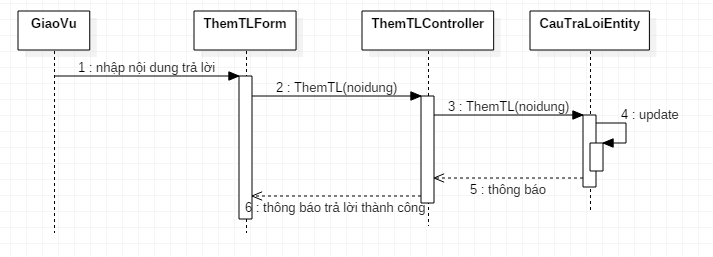 GiaoVu
ThemTLForm
ThemTLController
CauTraLoiEntity
1 : nhập nội dung trả lời
2 : ThemTL(noidung)
3 : ThemTL(noidung)
4 : update
5 : thông báo
6 : thông báo trả lời thành công